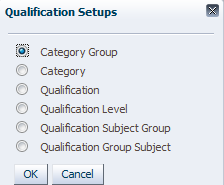 Qualification Setups
Category Group
Category
Qualification
Qualification Level
Qualification Subject Group
Qualification Group Subject
OK Cancel